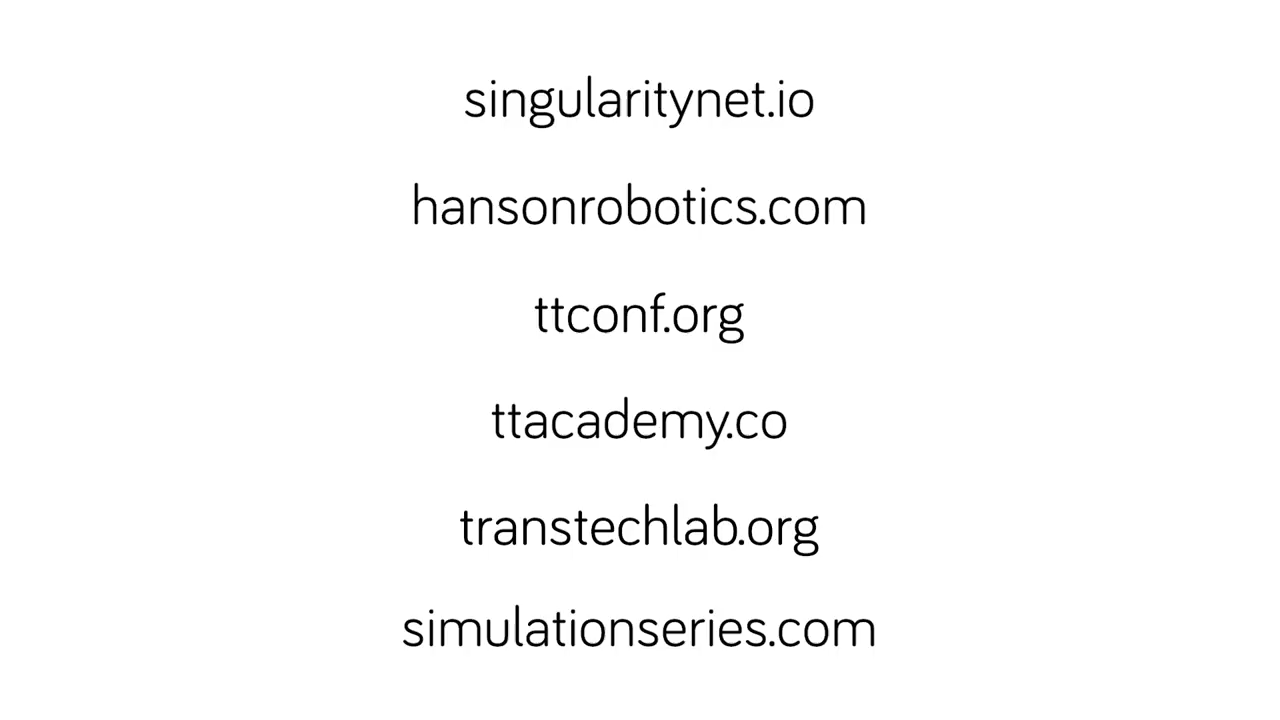 singularitynet.io
hansonrobotics.com
ttconf.org
ttacademy.co
transtechlab.org
simulationseries.com